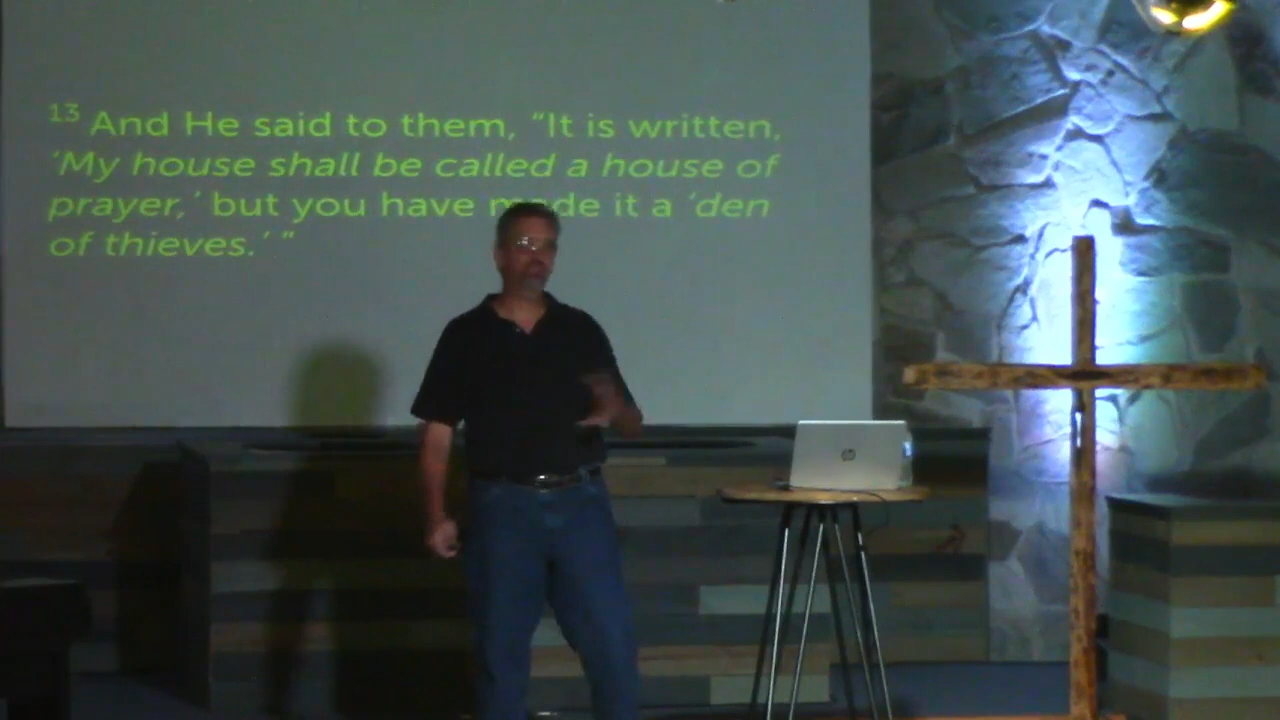 13 And He said to them, “It is written,
‘My house shall be called a house of
prayer,’ but you have made it a ‘den
of thieves.’ ”
hp